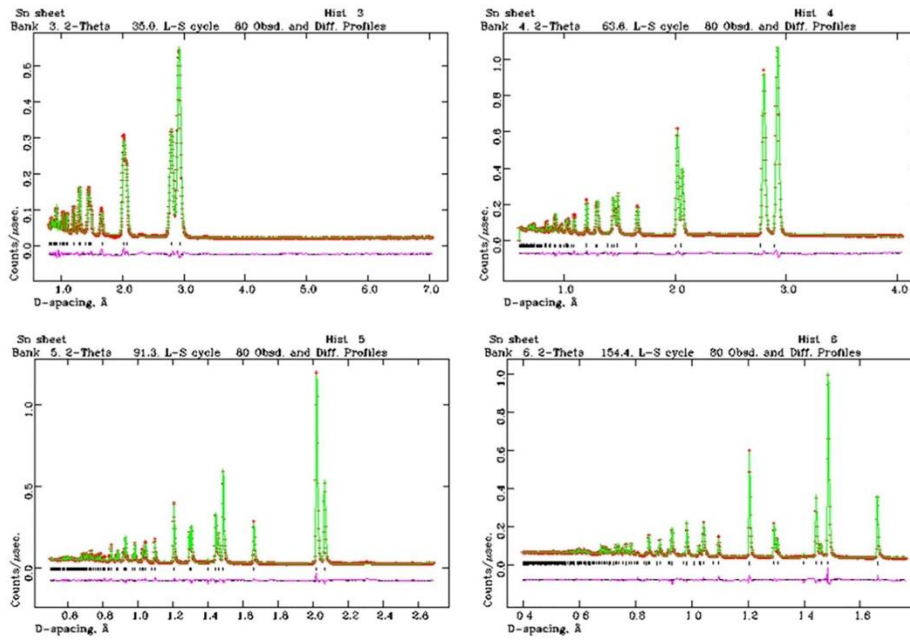 Sn sheet Hist 3
Bank 3, 2-Theta 35.0, L-S cycle 80 Obsd. and Diff. Profiles
Counts/μsec.
0.0 0.1 0.2 0.3 0.4 0.5
1.0 2.0 3.0 4.0 5.0 6.0 7.0
D-spacing, Å
Sn sheet Hist 4
Bank 4, 2-Theta 63.6, L-S cycle 80 Obsd. and Diff. Profiles
Counts/μsec.
0.0 0.2 0.4 0.6 0.8 1.0
1.0 2.0 3.0 4.0
D-spacing, Å
Sn sheet Hist 5
Bank 5, 2-Theta 91.3, L-S cycle 80 Obsd. and Diff. Profiles
Counts/μsec.
0.0 0.5 1.0
0.6 0.8 1.0 1.2 1.4 1.6 1.8 2.0 2.2 2.4 2.6
D-spacing, Å
Sn sheet Hist 6
Bank 6, 2-Theta 154.4, L-S cycle 80 Obsd. and Diff. Profiles
Counts/μsec.
0.0 0.2 0.4 0.6 0.8 1.0
0.4 0.6 0.8 1.0 1.2 1.4 1.6
D-spacing, Å